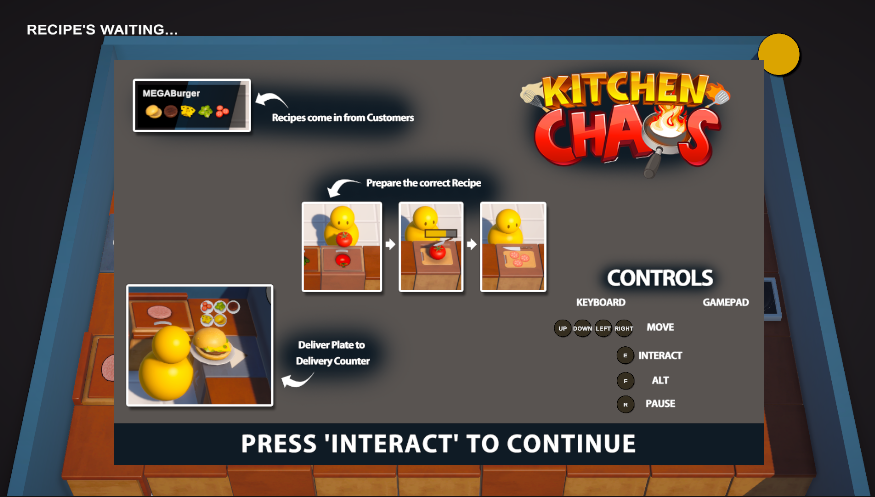 RECIPE'S WAITING...
MEGABurger
Recipes come in from Customers
KITCHEN
CHAOS
Prepare the correct Recipe
Deliver Plate to
Delivery Counter
CONTROLS
KEYBOARD GAMEPAD
UP DOWN LEFT RIGHT MOVE
E INTERACT
F ALT
R PAUSE
PRESS 'INTERACT' TO CONTINUE